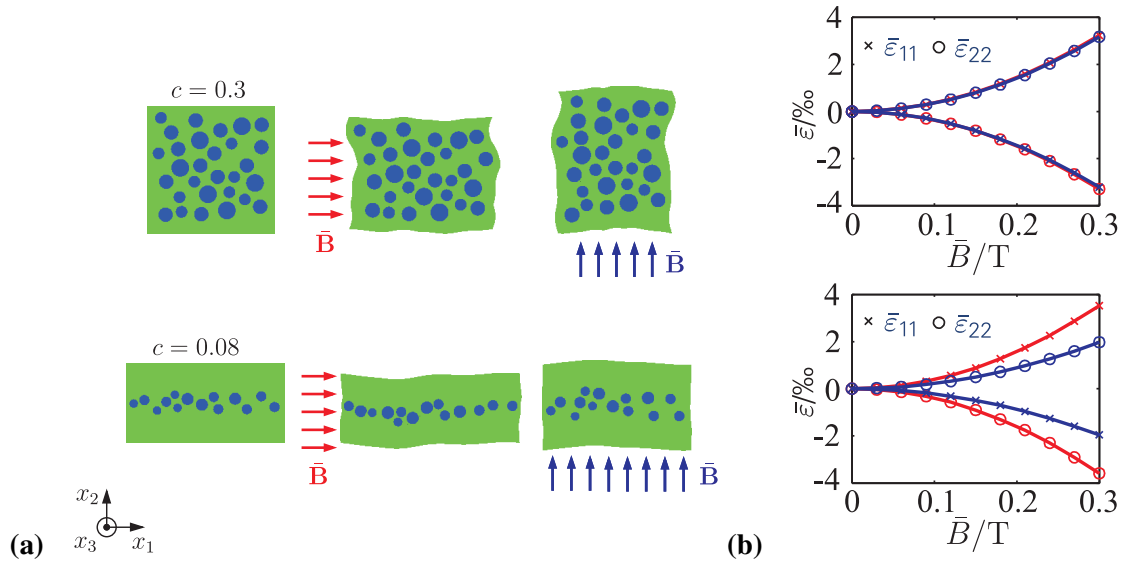 c = 0.3
B̄
B̄
c = 0.08
B̄
B̄
x₂
x₃ x₁
(a)
4
2
0
-2
-4
ε̄/‰
× ε̄₁₁ ○ ε̄₂₂
0 0.1 0.2 0.3
B̄/T
4
2
0
-2
-4
ε̄/‰
× ε̄₁₁ ○ ε̄₂₂
0 0.1 0.2 0.3
B̄/T
(b)